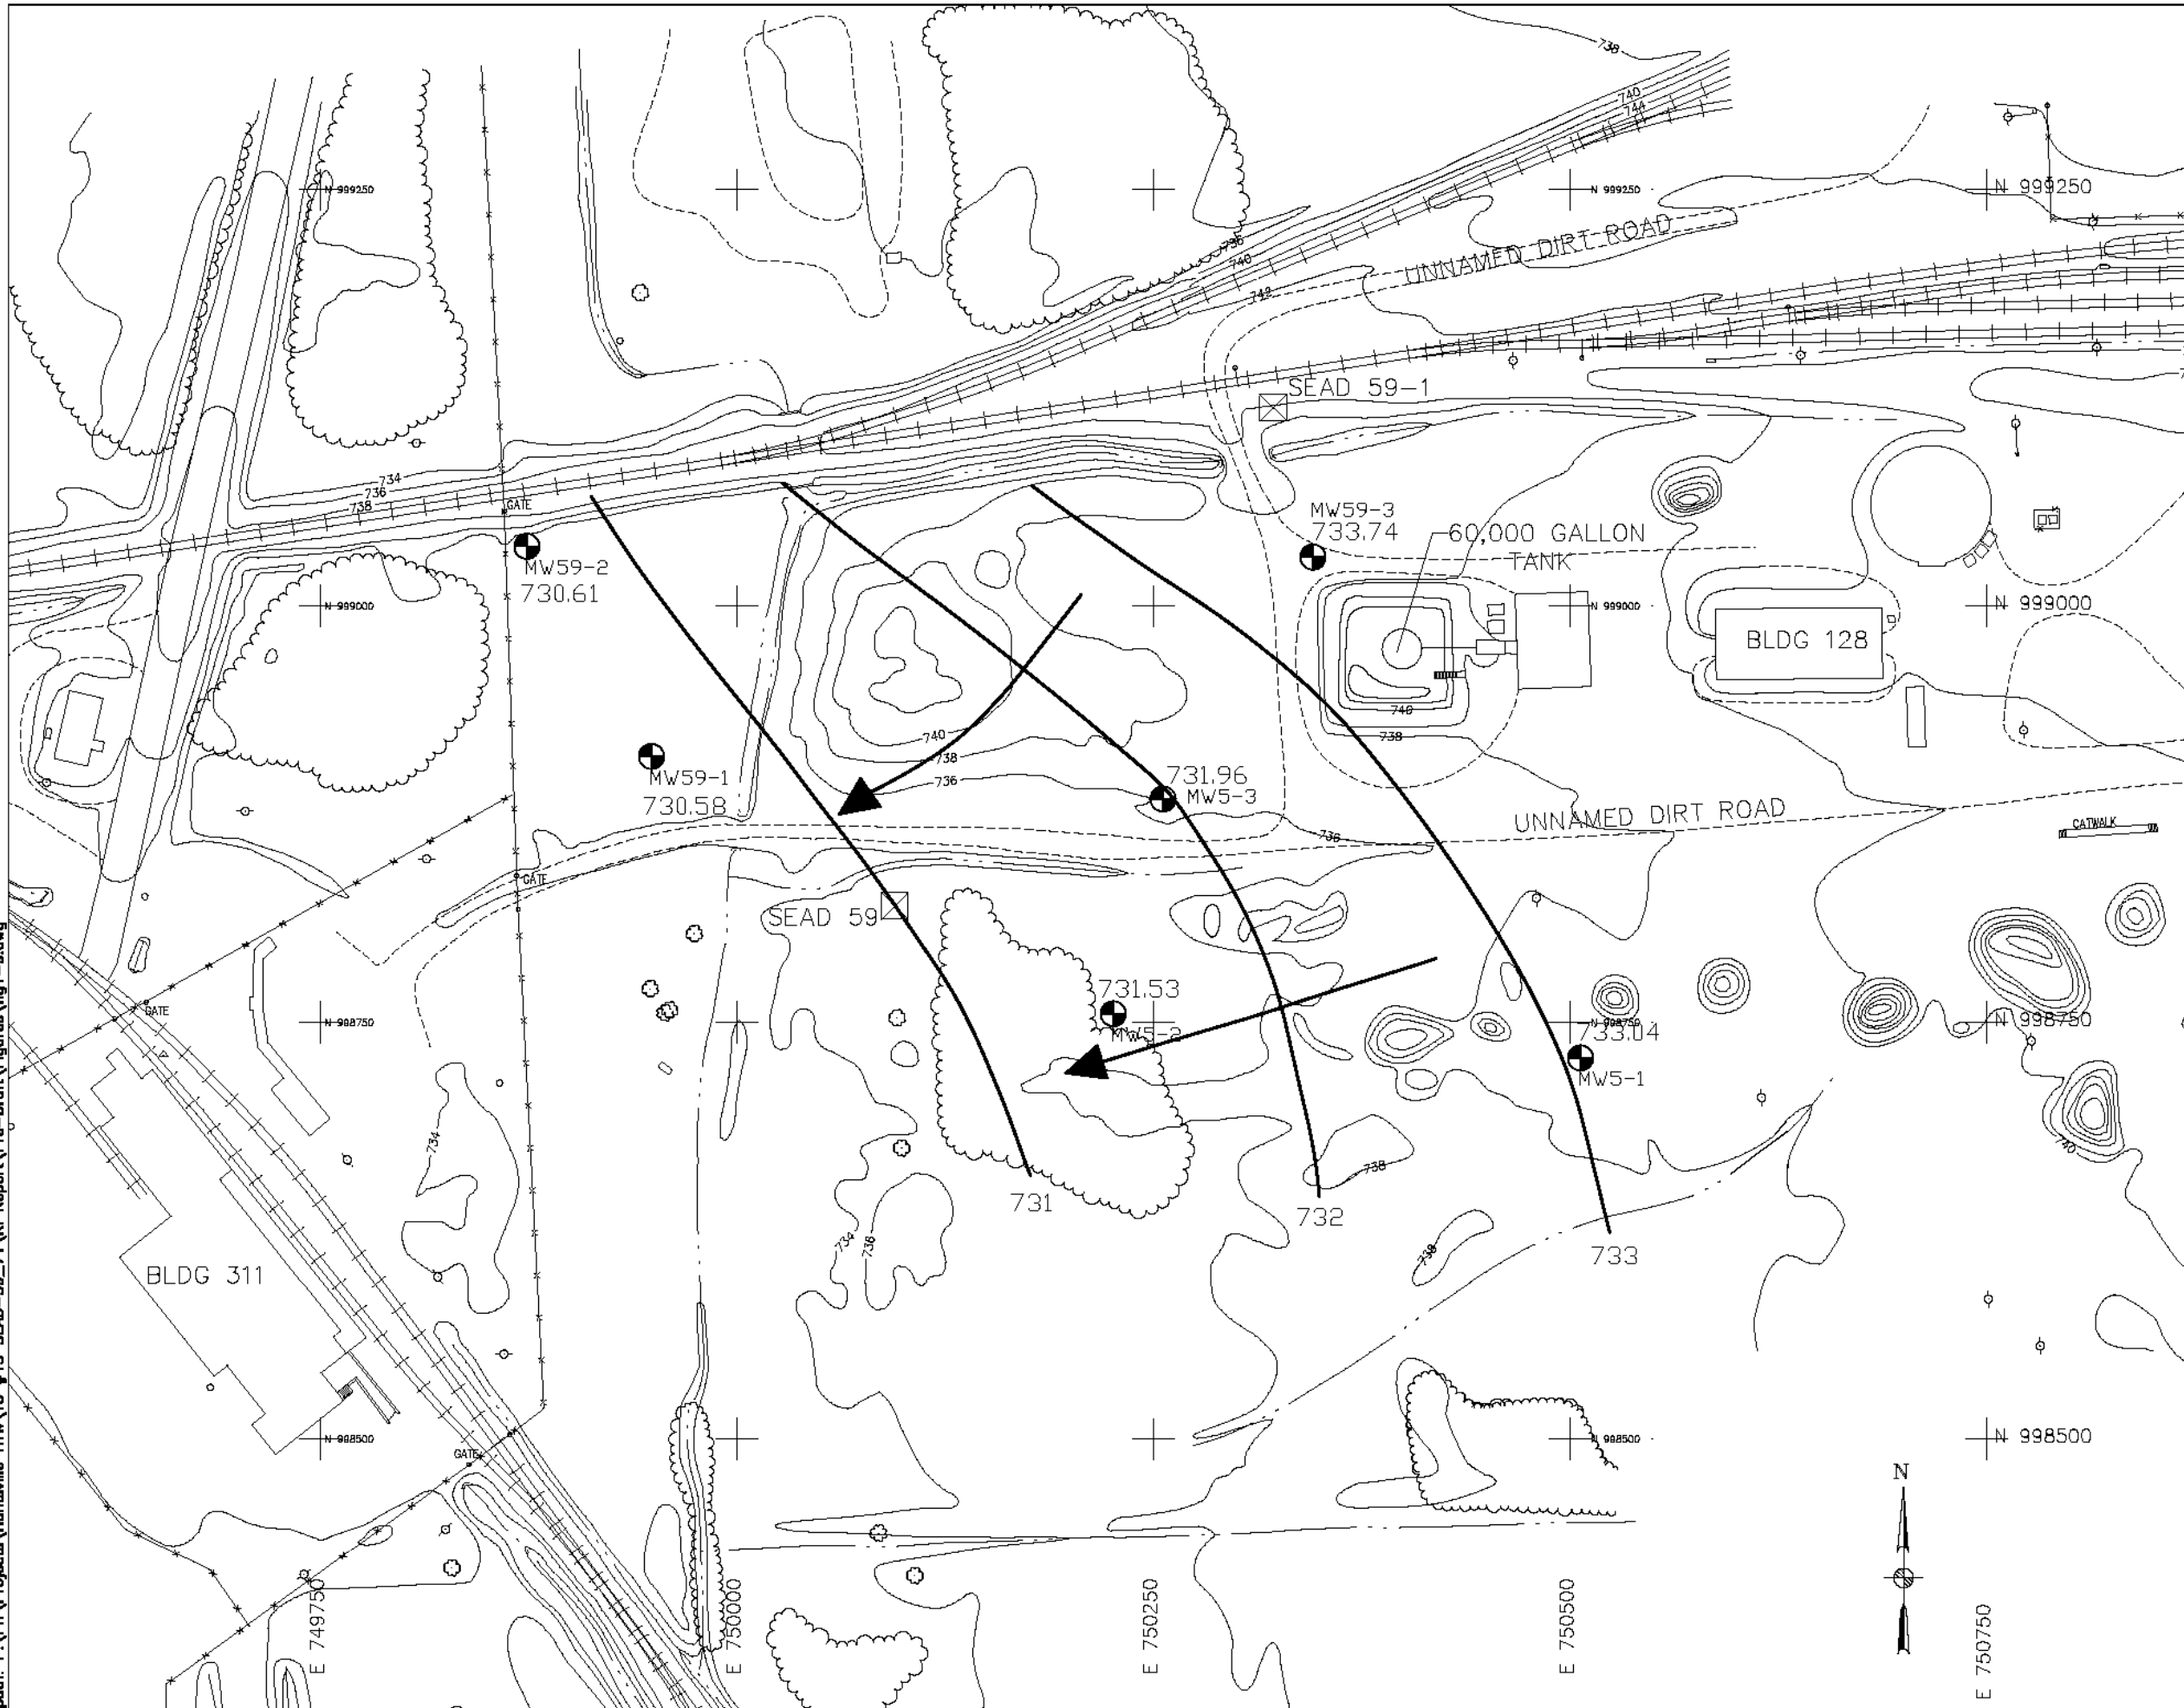 738
740
744
N 999250
N 999250
N 999250
736
740
742
UNNAMED DIRT ROAD
SEAD 59-1
734
736
738
GATE
MW59-3
733.74
60,000 GALLON
TANK
MW59-2
730.61
N 999000
N 999000
N 999000
BLDG 128
740
738
740
738
736
MW59-1
730.58
731.96
MW5-3
UNNAMED DIRT ROAD
736
CATWALK
GATE
SEAD 59
731.53
MW5-2
GATE
N 998750
N 998750
N 998750
733.04
MW5-1
734
738
740
731
732
733
734
736
738
BLDG 311
N 998500
N 998500
N 998500
GATE
N
E 749750
E 750000
E 750250
E 750500
E 750750